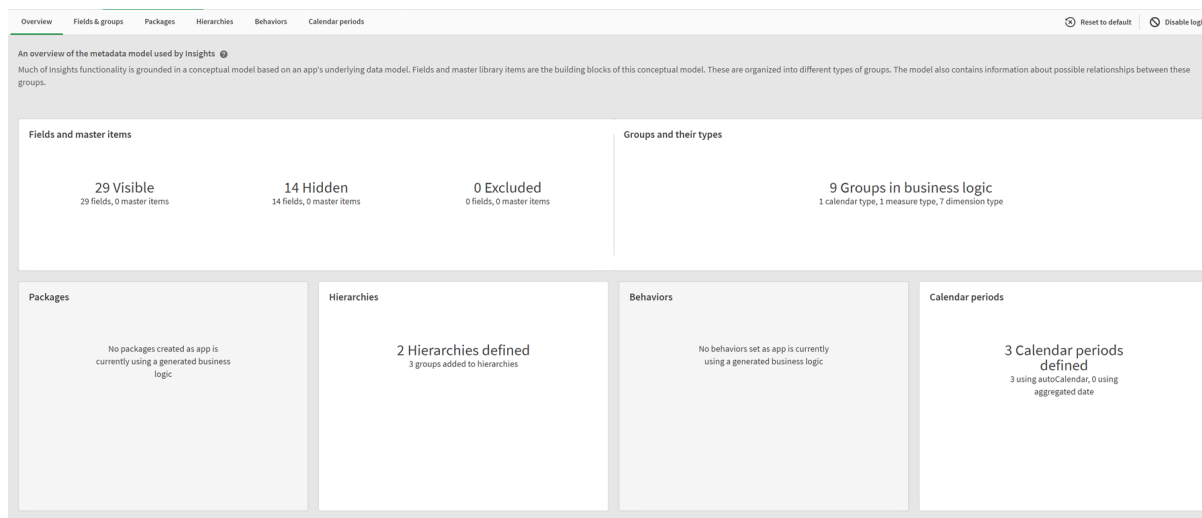 Overview
Fields & groups
Packages
Hierarchies
Behaviors
Calendar periods
Reset to default
Disable logi
An overview of the metadata model used by Insights
Much of Insights functionality is grounded in a conceptual model based on an app's underlying data model. Fields and master library items are the building blocks of this conceptual model. These are organized into different types of groups. The model also contains information about possible relationships between these
groups.
Fields and master items
29 Visible
29 fields, 0 master items
14 Hidden
14 fields, 0 master items
0 Excluded
0 fields, 0 master items
Groups and their types
9 Groups in business logic
1 calendar type, 1 measure type, 7 dimension type
Packages
No packages created as app is
currently using a generated business
logic
Hierarchies
2 Hierarchies defined
3 groups added to hierarchies
Behaviors
No behaviors set as app is currently
using a generated business logic
Calendar periods
3 Calendar periods
defined
3 using autoCalendar, 0 using
aggregated date